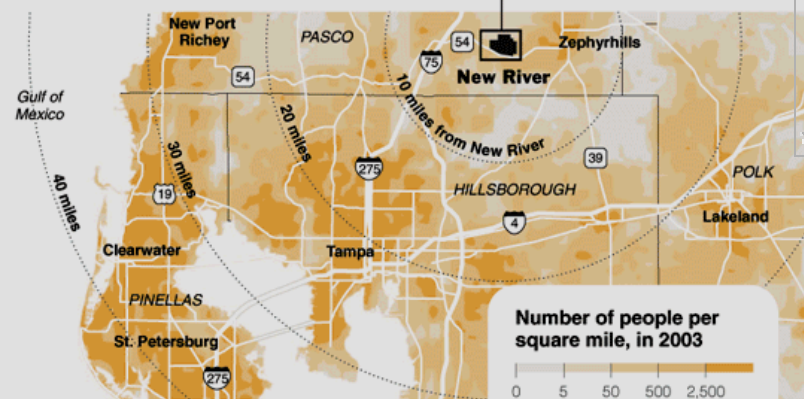 New Port
Richey
PASCO
54
Zephyrhills
75
New River
54
Gulf of
Mexico
10 miles from New River
20 miles
30 miles
40 miles
275
39
POLK
19
HILLSBOROUGH
4
Lakeland
Clearwater
Tampa
PINELLAS
St. Petersburg
275
Number of people per
square mile, in 2003
0 5 50 500 2,500